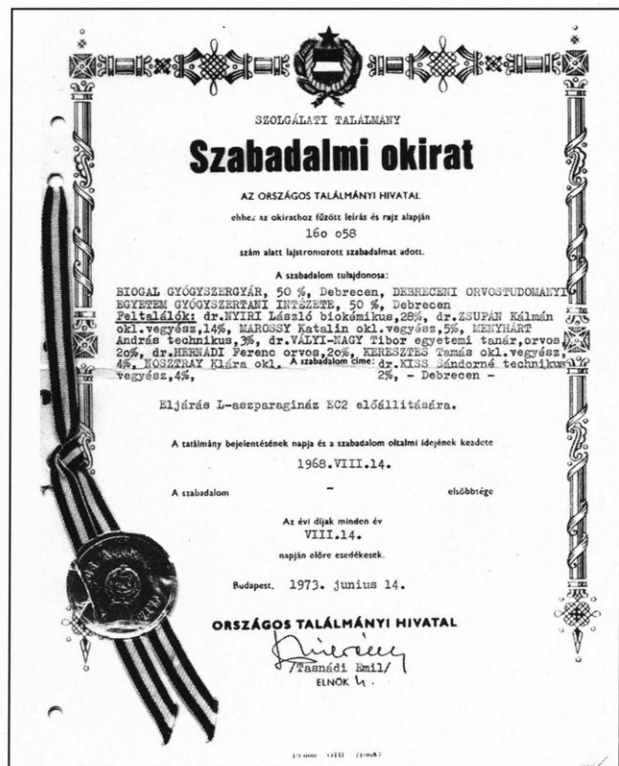 SZOLGÁLATI TALÁLMÁNY
Szabadalmi okirat
AZ ORSZÁGOS TALÁLMÁNYI HIVATAL
ehhez az okirathoz fűzött leírás és rajz alapján
16o o58
szám alatt lajstromozott szabadalmat adott.
A szabadalom tulajdonosa:
BIOGAL GYÓGYSZERGYÁR, 50 %, Debrecen, DEBRECENI ORVOSTUDOMÁNYI
EGYETEM GYÓGYSZERTANI INTÉZETE, 50 %, Debrecen
Feltalálók: dr.NYIRI László biokémikus,28%, dr.ZSUPÁN Kálmán
okl.vegyész,14%, MAROSSY Katalin okl.vegyész,5%, MENYHÁRT
András technikus,3%, dr.VÁLYI-NAGY Tibor egyetemi tanár,orvos,
2o%, dr.HERNÁDI Ferenc orvos,2o%, KERESZTES Tamás okl.vegyész,
4%, NOSZTRAY Klára okl. A szabadalom címe: dr.KISS Sándorné technikus
vegyész,4%, 2%, - Debrecen -
Eljárás L-aszparagináz EC2 előállitására.
A találmány bejelentésének napja és a szabadalom oltalmi idejének kezdete
1968.VIII.14.
A szabadalom - elsőbbsége
Az évi díjak minden év
VIII.14.
napján előre esedékesek.
Budapest, 1973. junius 14.
ORSZÁGOS TALÁLMÁNYI HIVATAL
/Tasnádi Emil/
ELNÖK h.